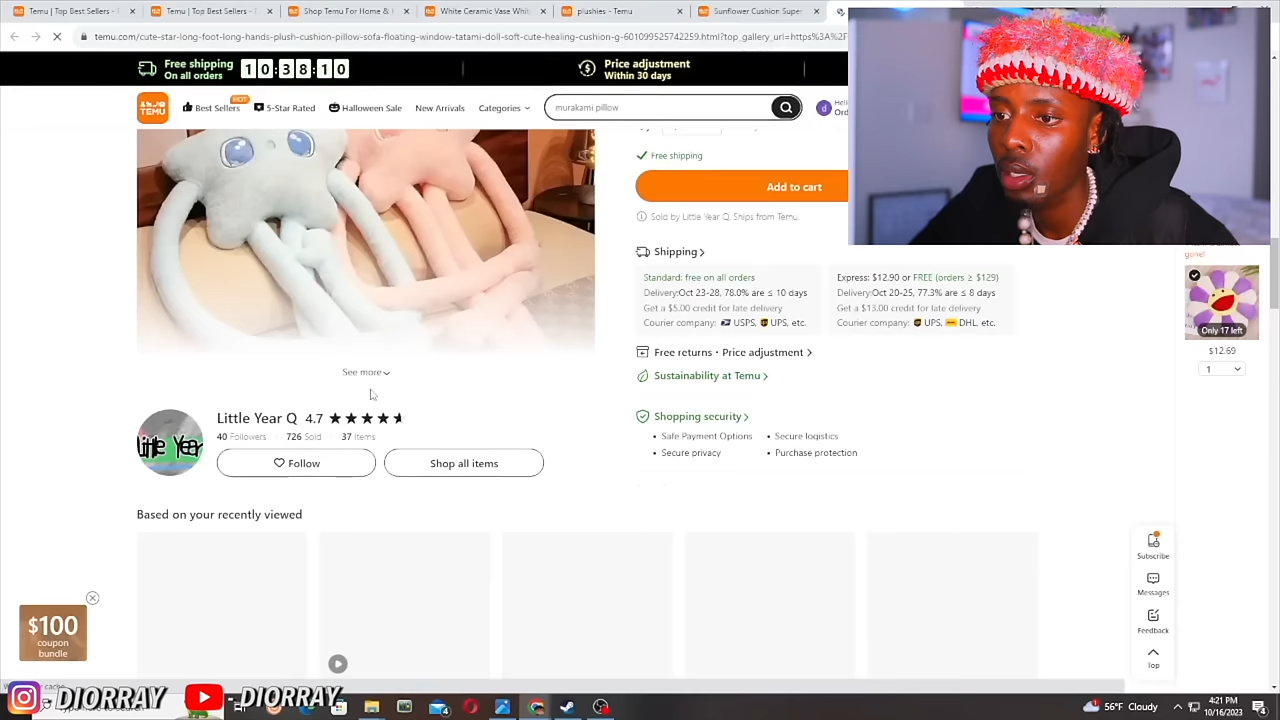 Temu | Top Best Sellers -
Temu | Top Best Sellers -
Shop Temu For Home &
White Ceramic Vase Whit
plushies - Temu
Sunflower Cushion Super
temu.com/cute-star-long-foot-long-hands-plush-cushion-pillow-sofa-floating-window-tatami-doll-soft-cute-healing-cushion-g-601099525742259.html?top_gallery_url=https%3A%2F
Free shipping
On all orders
10:38:10
Price adjustment
Within 30 days
TEMU
Best Sellers
HOT
5-Star Rated
Halloween Sale
New Arrivals
Categories
murakami pillow
Free shipping
Add to cart
Sold by Little Year Q, Ships from Temu.
Shipping
Standard: free on all orders
Delivery:Oct 23-28, 78.0% are ≤ 10 days
Get a $5.00 credit for late delivery
Courier company: USPS, UPS, etc.
Express: $12.90 or FREE (orders ≥ $129)
Delivery:Oct 20-25, 77.3% are ≤ 8 days
Get a $13.00 credit for late delivery
Courier company: UPS, DHL, etc.
Only 17 left
$12.69
1
See more
Free returns · Price adjustment
Sustainability at Temu
Shopping security
Safe Payment Options
Secure logistics
Secure privacy
Purchase protection
Little Year
Little Year Q 4.7
40 Followers 726 Sold 37 Items
Follow
Shop all items
Based on your recently viewed
Subscribe
Messages
Feedback
Top
$100
coupon
bundle
DIORRAY DIORRAY
56°F Cloudy
4:21 PM
10/16/2023